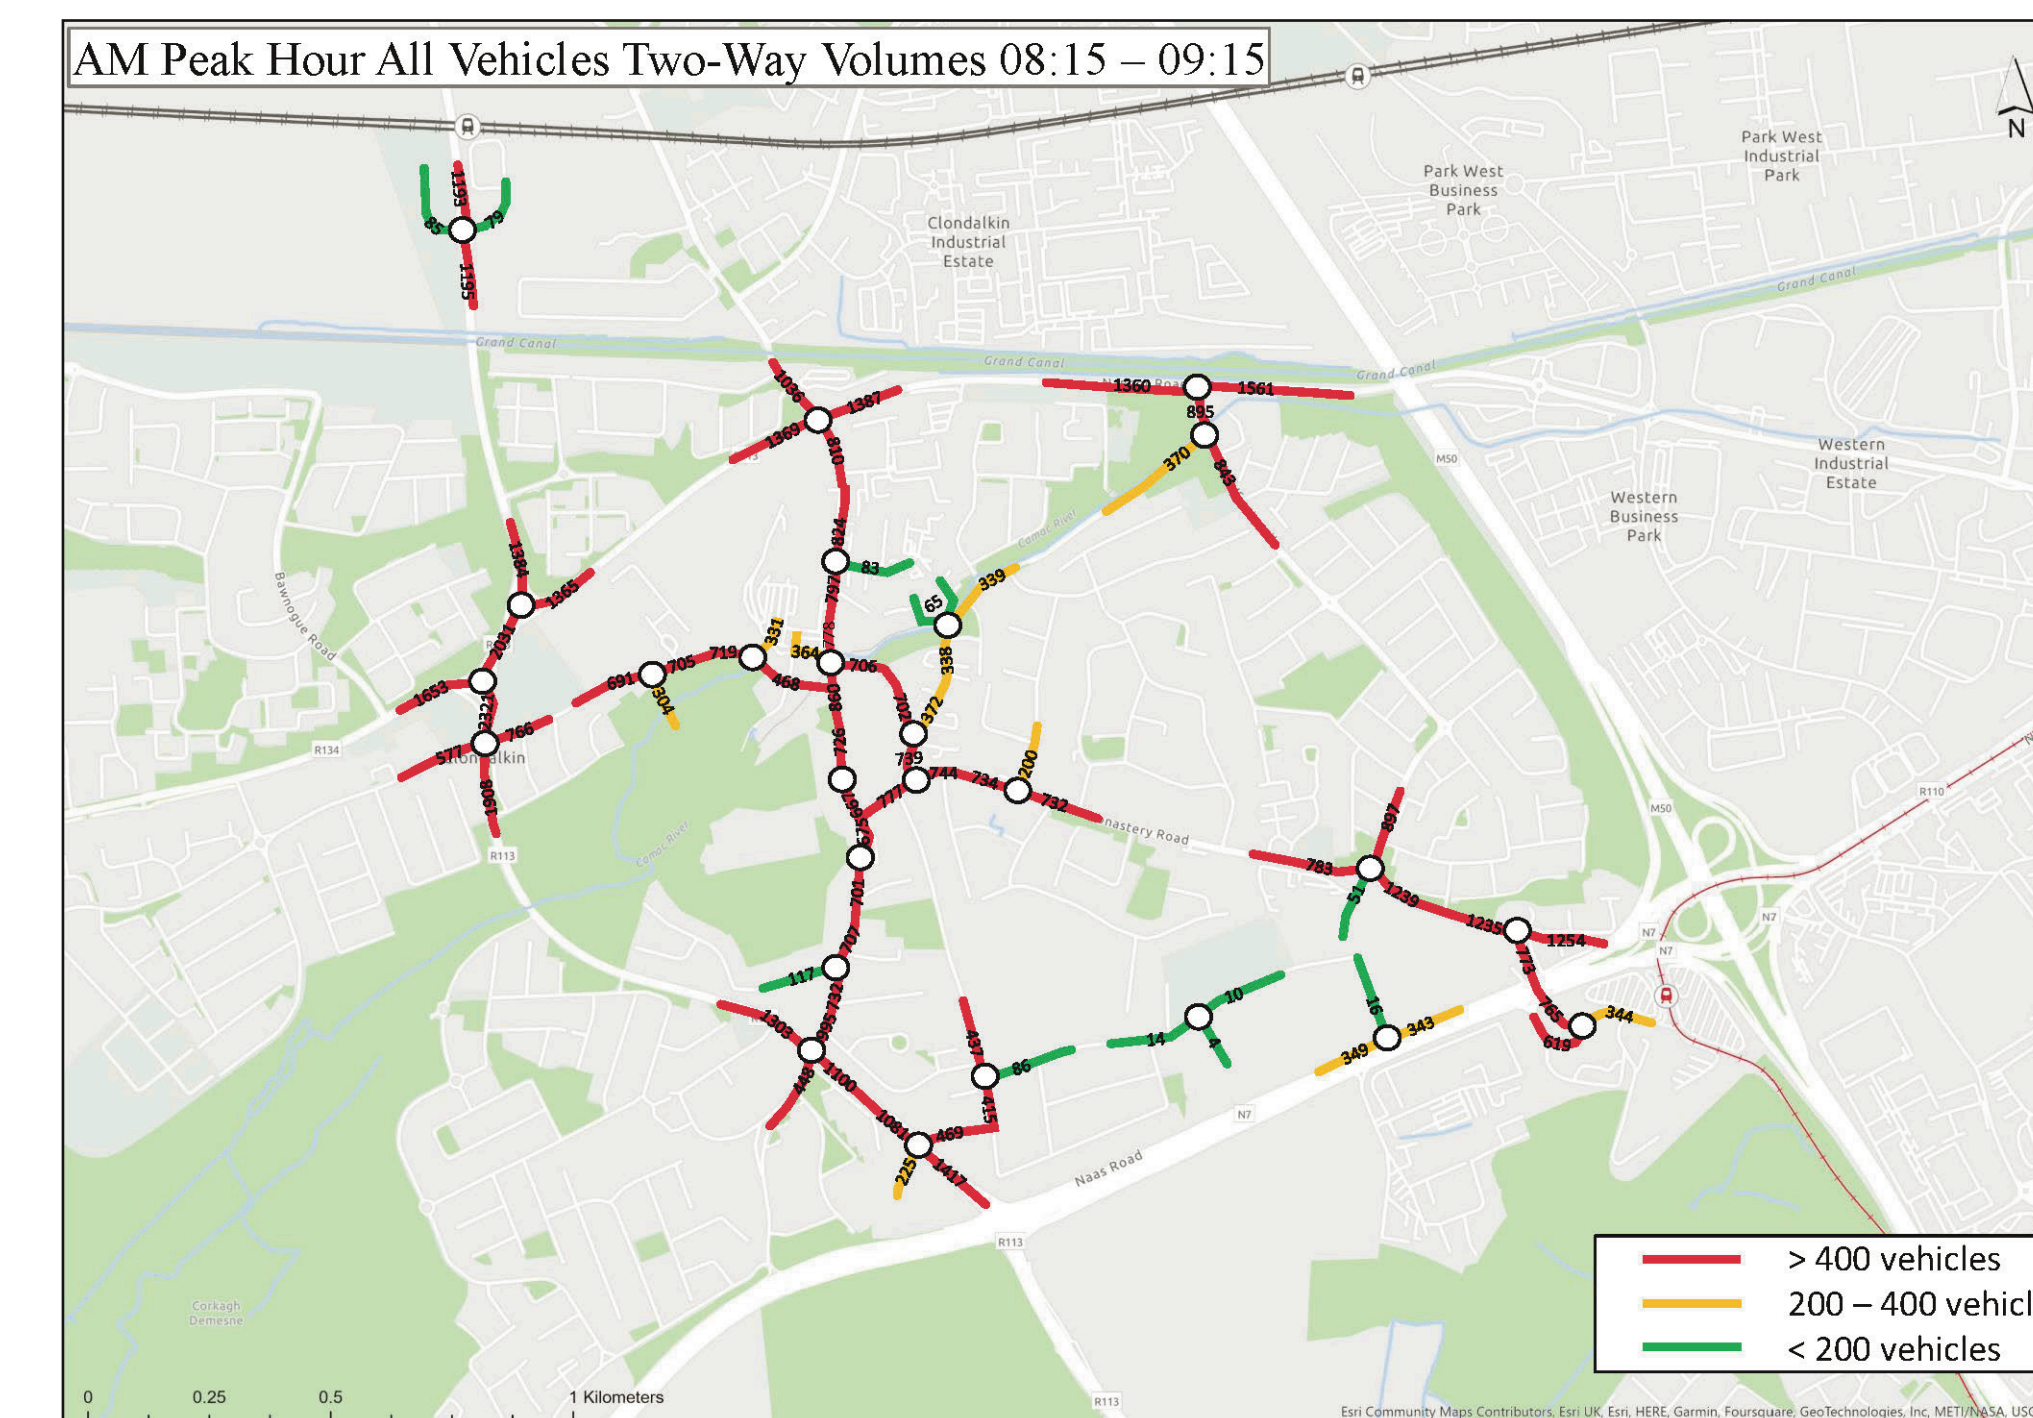 AM Peak Hour All Vehicles Two-Way Volumes 08:15 – 09:15
N
Park West
Industrial
Park
Park West
Business
Park
Clondalkin
Industrial
Estate
1193
85
79
1195
Grand Canal
Grand Canal
Grand Canal
Grand Canal
1036
1387
1369
810
1360
1561
895
370
843
M50
Western
Industrial
Estate
Western
Business
Park
Camac River
824
83
797
778
65
339
338
372
1384
1365
2031
Bawnogue Road
1653
2321
577
766
1908
R134
R113
691
705
719
304
331
364
468
706
702
860
726
739
744
734
200
732
777
667
675
nastery Road
Camac River
701
707
117
732
995
1303
448
1100
1081
469
415
437
86
225
1417
14
10
4
16
349
343
897
783
51
1239
1235
1254
773
765
619
344
M50
R110
N7
N7
N7
N7
Naas Road
R113
R113
Corkagh
Demesne
> 400 vehicles
200 – 400 vehicl
< 200 vehicles
0 0.25 0.5 1 Kilometers
Esri Community Maps Contributors, Esri UK, Esri, HERE, Garmin, Foursquare, GeoTechnologies, Inc, METI/NASA, USG